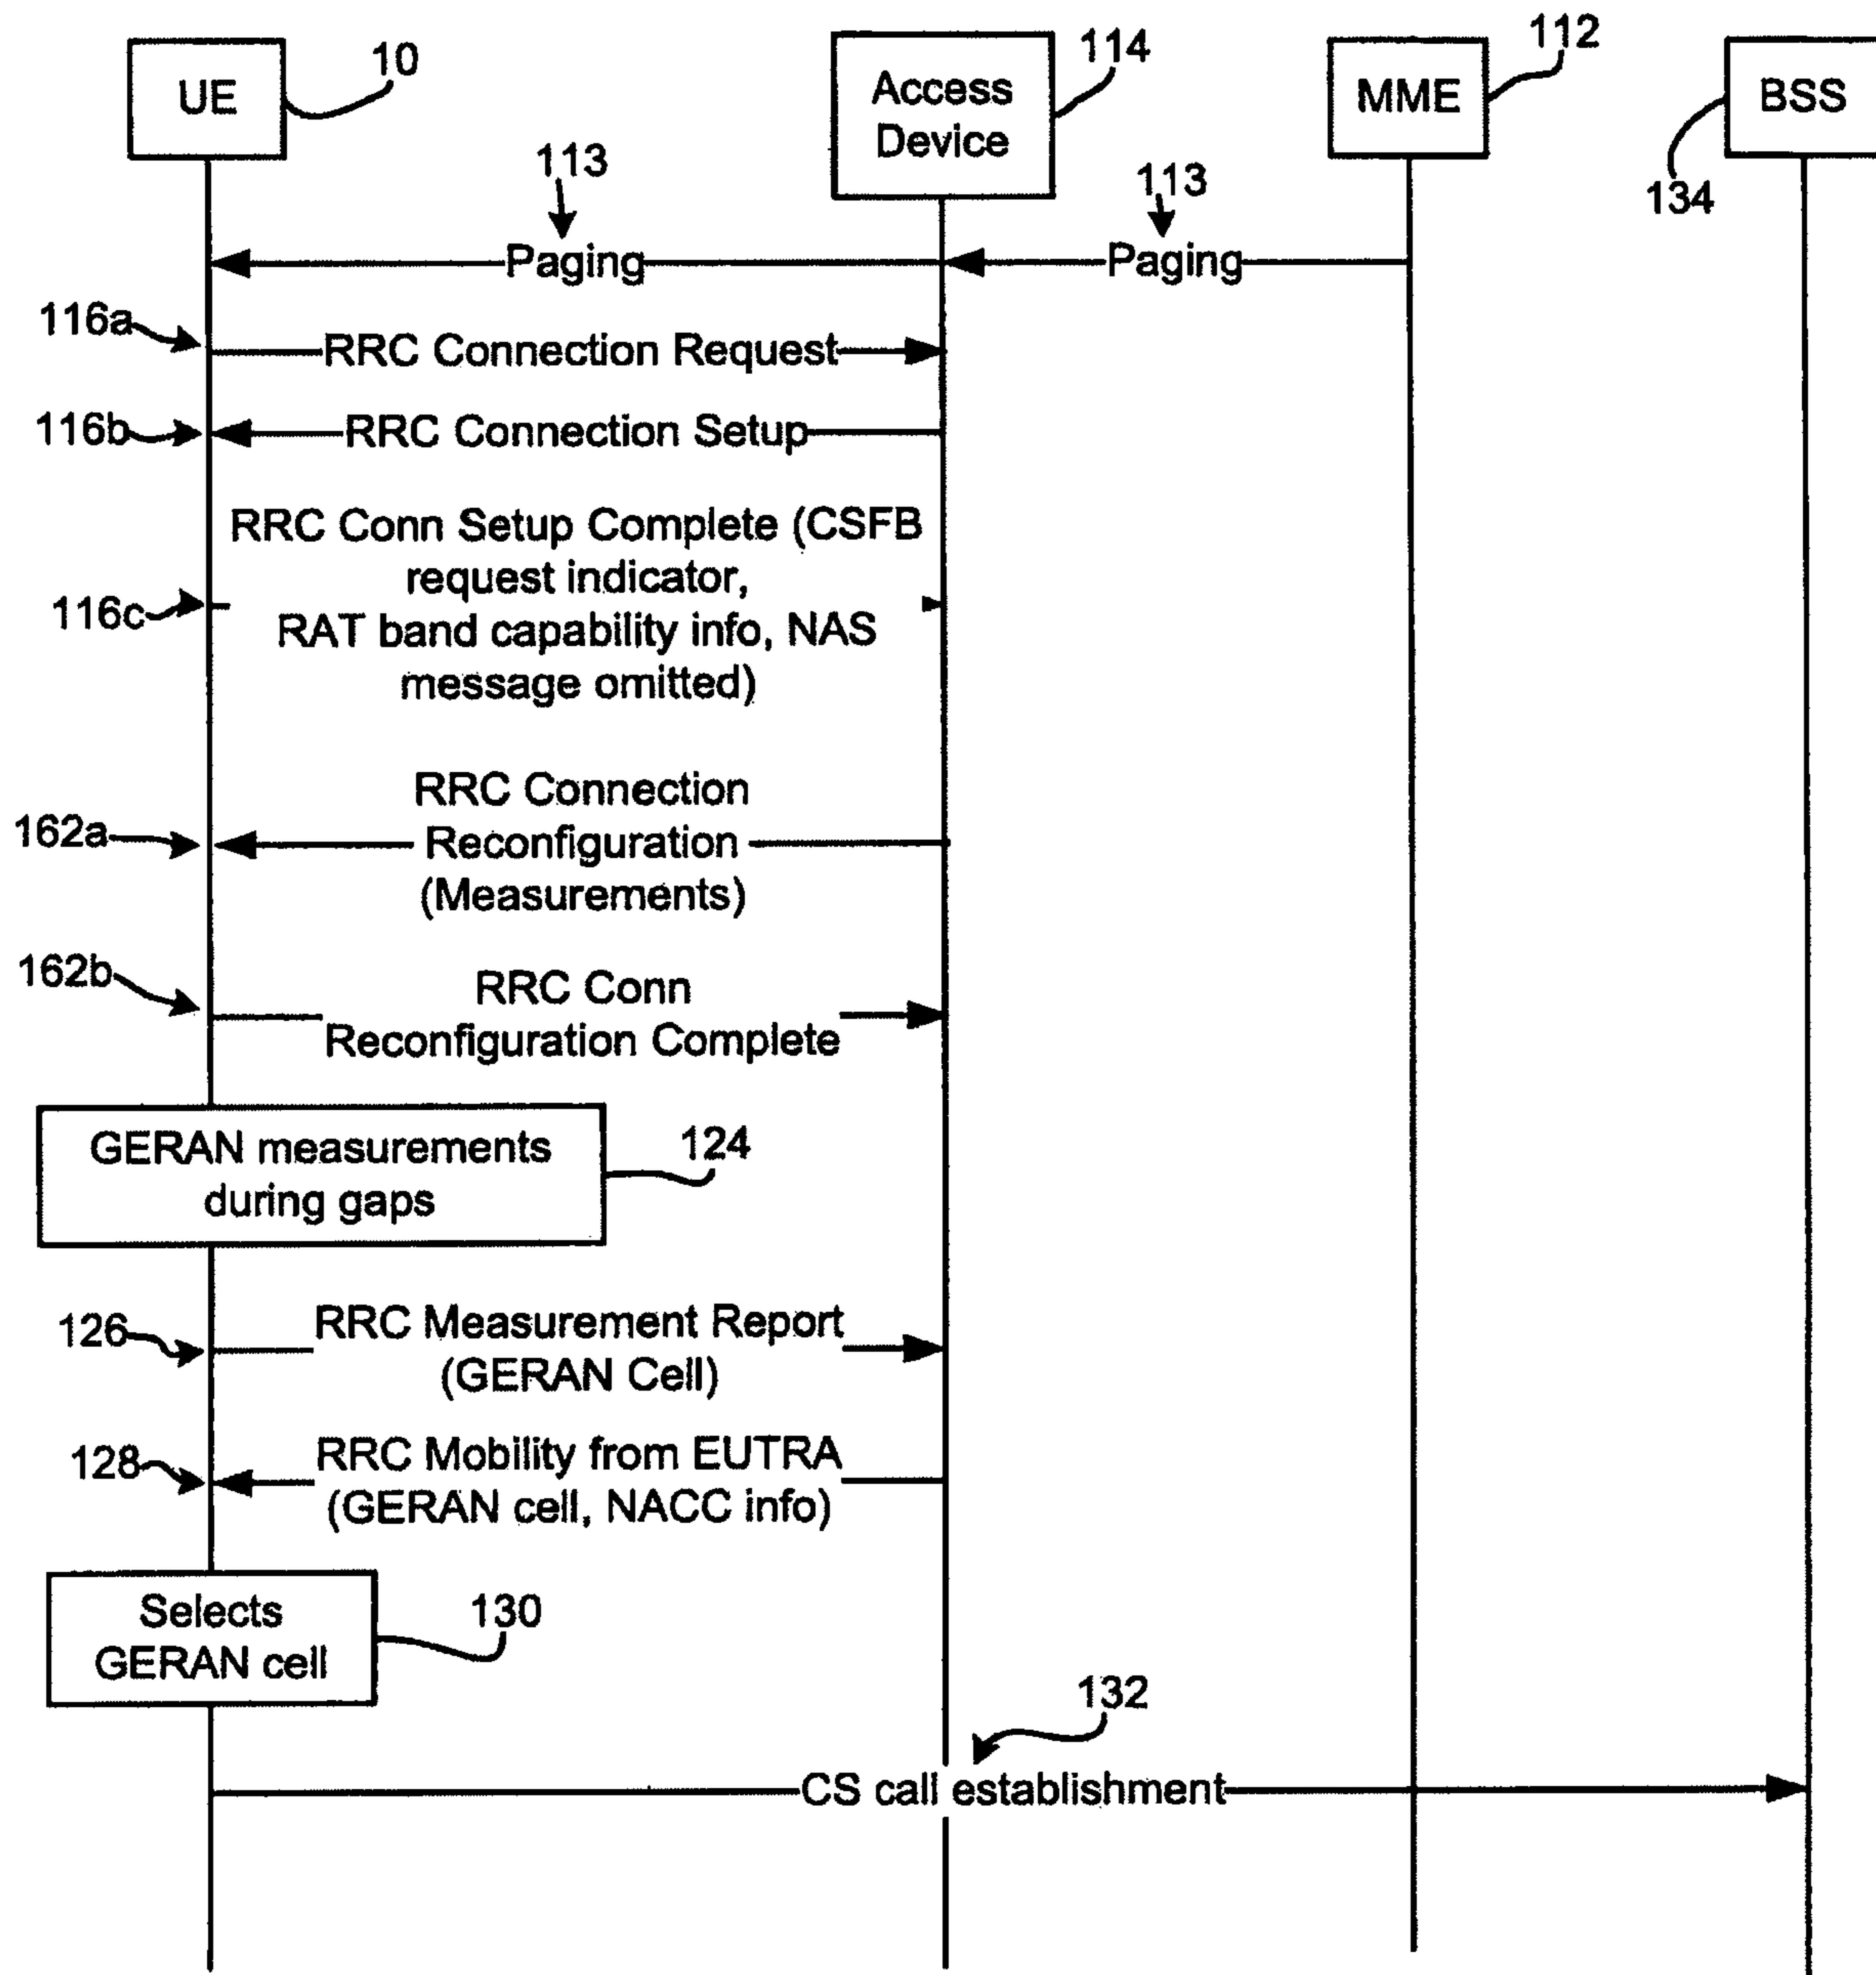 UE
10
Access
Device
114
MME
112
BSS
134
113
Paging
113
Paging
116a
RRC Connection Request
116b
RRC Connection Setup
116c
RRC Conn Setup Complete (CSFB
request indicator,
RAT band capability info, NAS
message omitted)
162a
RRC Connection
Reconfiguration
(Measurements)
162b
RRC Conn
Reconfiguration Complete
GERAN measurements
during gaps
124
126
RRC Measurement Report
(GERAN Cell)
128
RRC Mobility from EUTRA
(GERAN cell, NACC info)
Selects
GERAN cell
130
132
CS call establishment